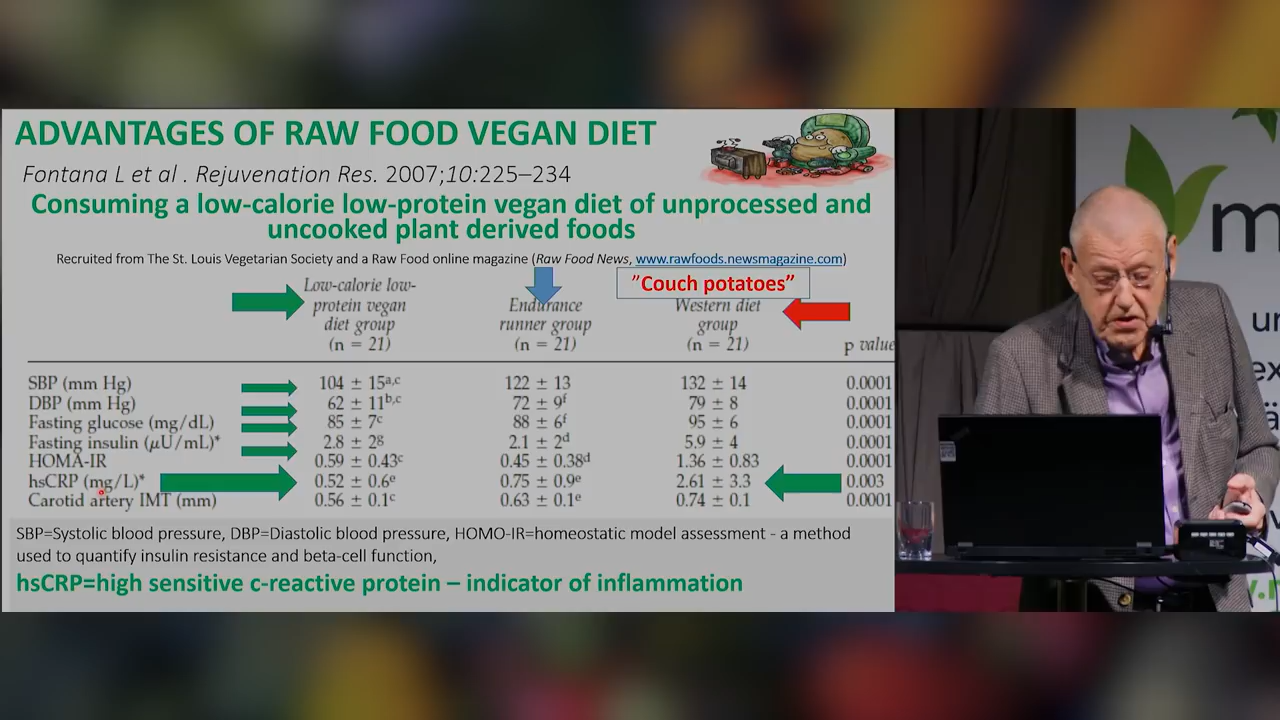 ADVANTAGES OF RAW FOOD VEGAN DIET
Fontana L et al . Rejuvenation Res. 2007;10:225–234
Consuming a low-calorie low-protein vegan diet of unprocessed and
uncooked plant derived foods
Recruited from The St. Louis Vegetarian Society and a Raw Food online magazine (Raw Food News, www.rawfoods.newsmagazine.com)
"Couch potatoes"
Low-calorie low-
protein vegan
diet group
(n = 21)
Endurance
runner group
(n = 21)
Western diet
group
(n = 21)
p value
SBP (mm Hg) 104 ± 15a,c 122 ± 13 132 ± 14 0.0001
DBP (mm Hg) 62 ± 11b,c 72 ± 9f 79 ± 8 0.0001
Fasting glucose (mg/dL) 85 ± 7c 88 ± 6f 95 ± 6 0.0001
Fasting insulin (μU/mL)* 2.8 ± 2g 2.1 ± 2d 5.9 ± 4 0.0001
HOMA-IR 0.59 ± 0.43c 0.45 ± 0.38d 1.36 ± 0.83 0.0001
hsCRP (mg/L)* 0.52 ± 0.6e 0.75 ± 0.9e 2.61 ± 3.3 0.003
Carotid artery IMT (mm) 0.56 ± 0.1c 0.63 ± 0.1e 0.74 ± 0.1 0.0001
SBP=Systolic blood pressure, DBP=Diastolic blood pressure, HOMO-IR=homeostatic model assessment - a method
used to quantify insulin resistance and beta-cell function,
hsCRP=high sensitive c-reactive protein – indicator of inflammation